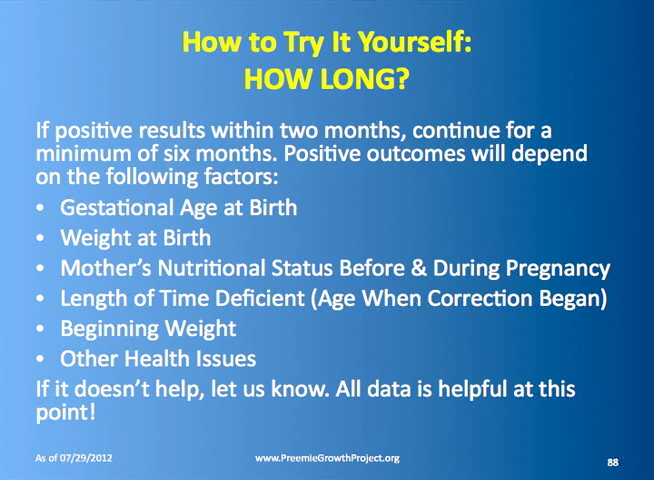 How to Try It Yourself:
HOW LONG?
If positive results within two months, continue for a
minimum of six months. Positive outcomes will depend
on the following factors:
• Gestational Age at Birth
• Weight at Birth
• Mother’s Nutritional Status Before & During Pregnancy
• Length of Time Deficient (Age When Correction Began)
• Beginning Weight
• Other Health Issues
If it doesn’t help, let us know. All data is helpful at this
point!
As of 07/29/2012 www.PreemieGrowthProject.org 88